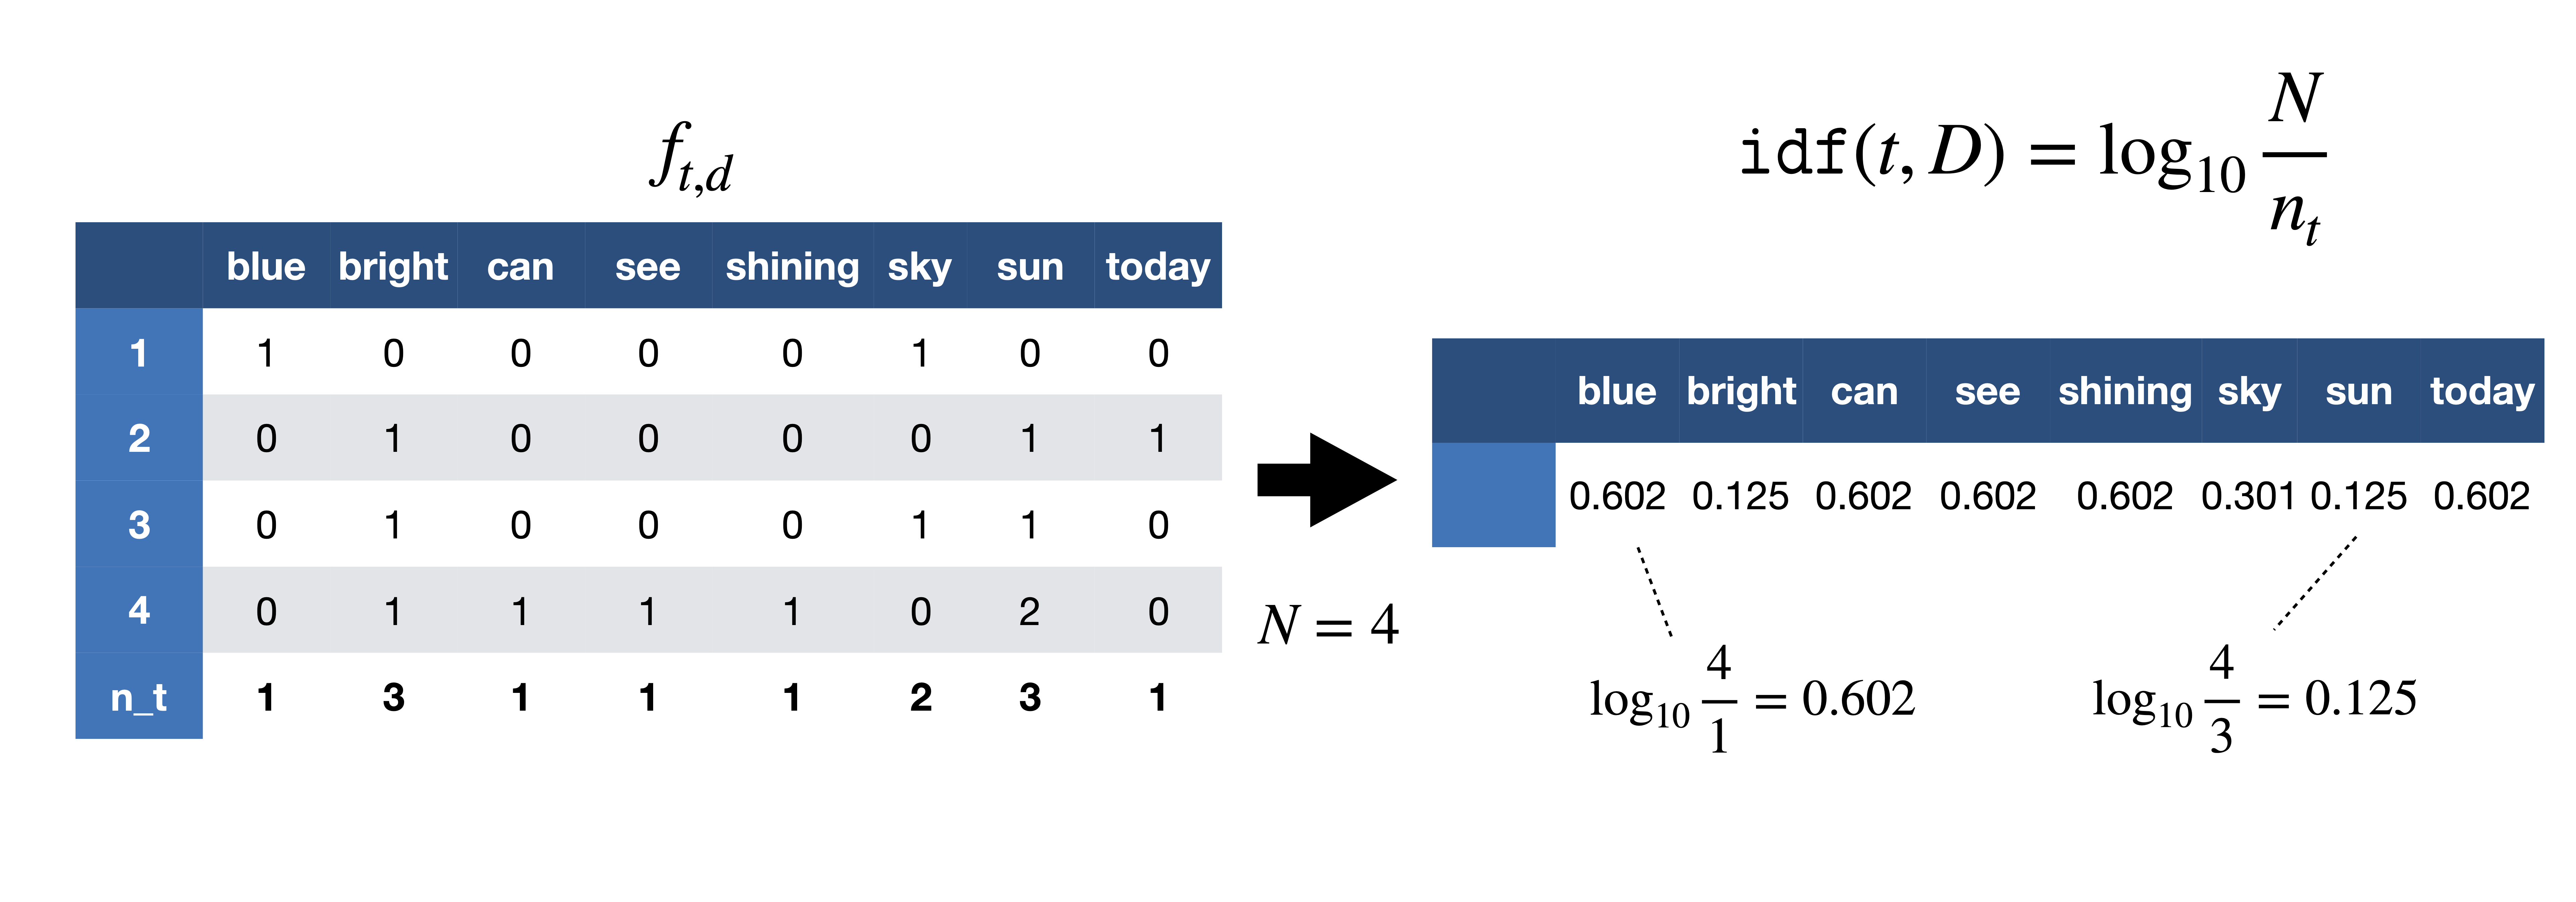 f_{t,d}
idf(t, D) = log_{10} \frac{N}{n_t}
blue bright can see shining sky sun today
1 1 0 0 0 0 1 0 0
2 0 1 0 0 0 0 1 1
3 0 1 0 0 0 1 1 0
4 0 1 1 1 1 0 2 0
n_t 1 3 1 1 1 2 3 1
N = 4
blue bright can see shining sky sun today
0.602 0.125 0.602 0.602 0.602 0.301 0.125 0.602
log_{10} \frac{4}{1} = 0.602
log_{10} \frac{4}{3} = 0.125